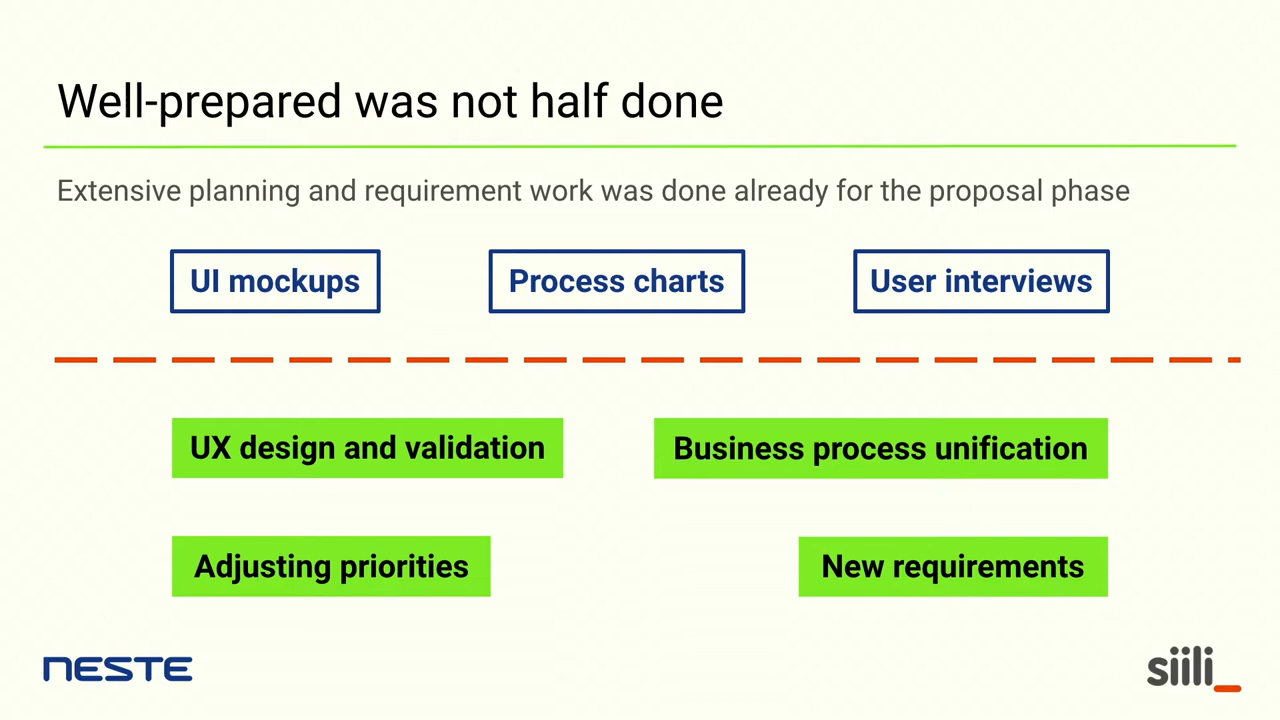 Well-prepared was not half done
Extensive planning and requirement work was done already for the proposal phase
UI mockups
Process charts
User interviews
UX design and validation
Business process unification
Adjusting priorities
New requirements
NESTE
siili_